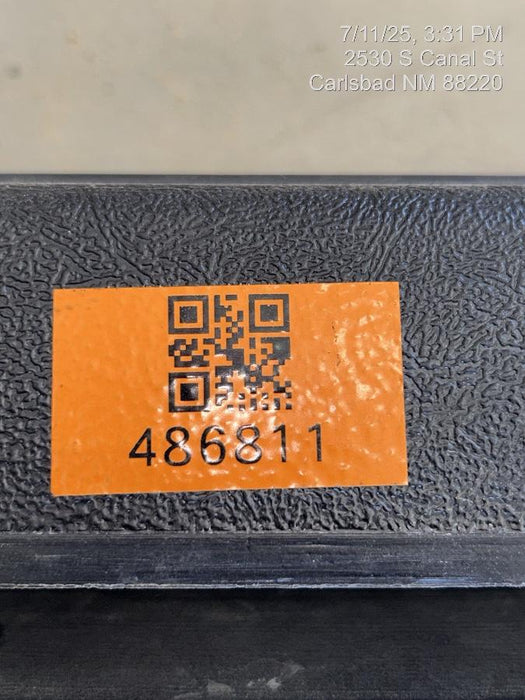 7/11/25, 3:31 PM
2530 S Canal St
Carlsbad NM 88220
486811